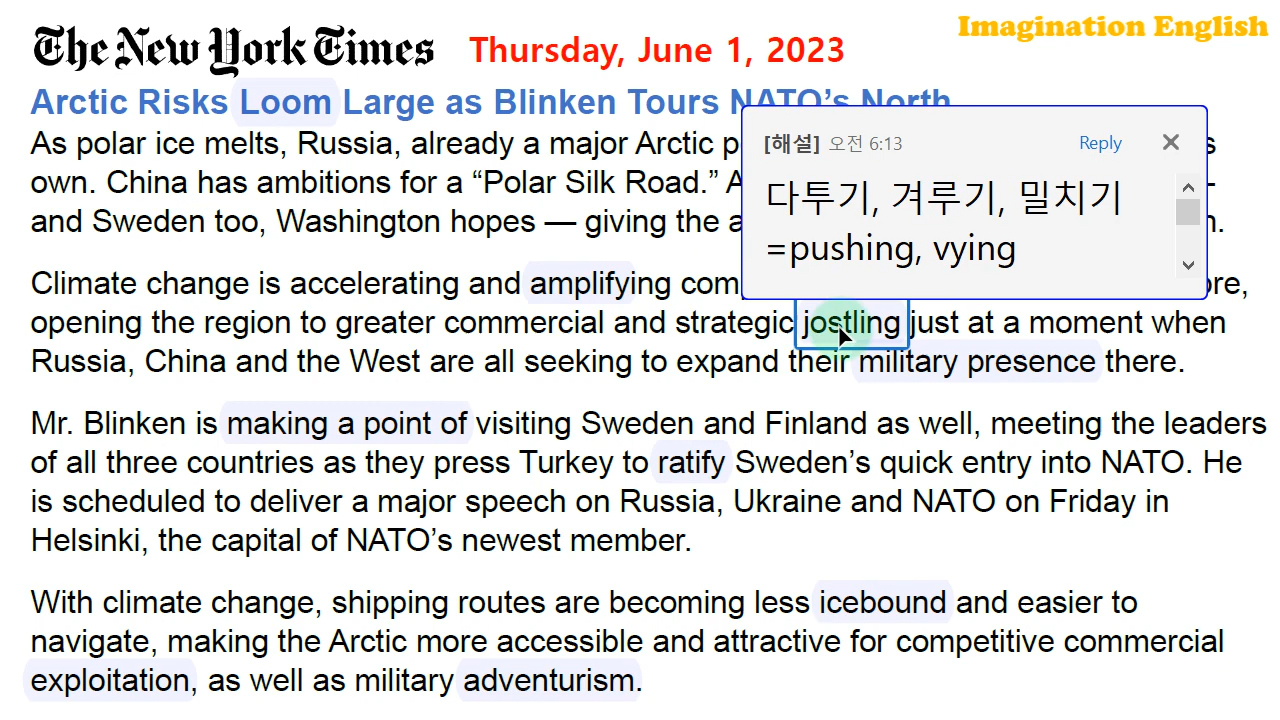 The New York Times
Thursday, June 1, 2023
Imagination English
Arctic Risks Loom Large as Blinken Tours NATO’s North
As polar ice melts, Russia, already a major Arctic
own. China has ambitions for a “Polar Silk Road.”
and Sweden too, Washington hopes — giving the
[해설] 오전 6:13
Reply
다투기, 겨루기, 밀치기
=pushing, vying
Climate change is accelerating and amplifying
opening the region to greater commercial and strategic jostling just at a moment when
Russia, China and the West are all seeking to expand their military presence there.
Mr. Blinken is making a point of visiting Sweden and Finland as well, meeting the leaders
of all three countries as they press Turkey to ratify Sweden’s quick entry into NATO. He
is scheduled to deliver a major speech on Russia, Ukraine and NATO on Friday in
Helsinki, the capital of NATO’s newest member.
With climate change, shipping routes are becoming less icebound and easier to
navigate, making the Arctic more accessible and attractive for competitive commercial
exploitation, as well as military adventurism.